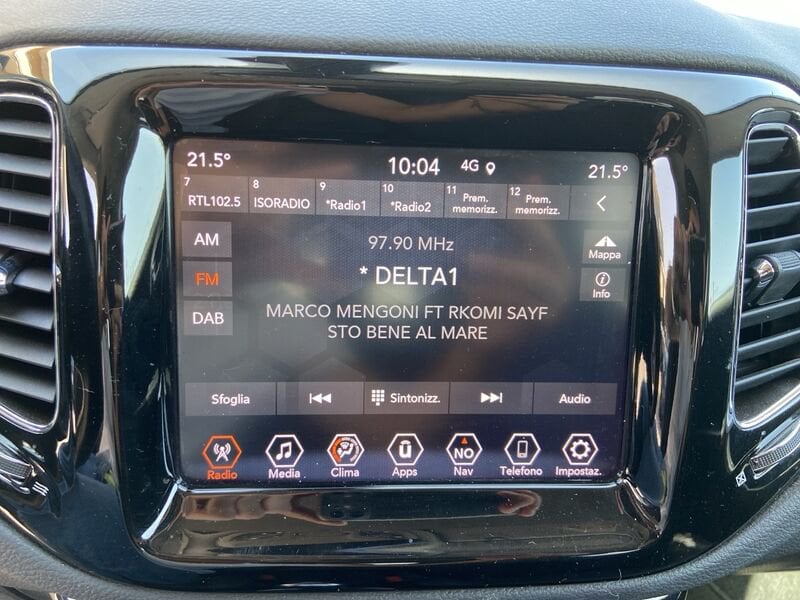 21.5° 10:04 4G 21.5°
7 RTL102.5
8 ISORADIO
9 *Radio1
10 *Radio2
11 Prem.
memorizz.
12 Prem.
memorizz.
AM
97.90 MHz
Mappa
FM
* DELTA1
i
Info
DAB
MARCO MENGONI FT RKOMI SAYF
STO BENE AL MARE
Sfoglia Sintonizz. Audio
ū NO
Radio Media Clima Apps Nav Telefono Impostaz.